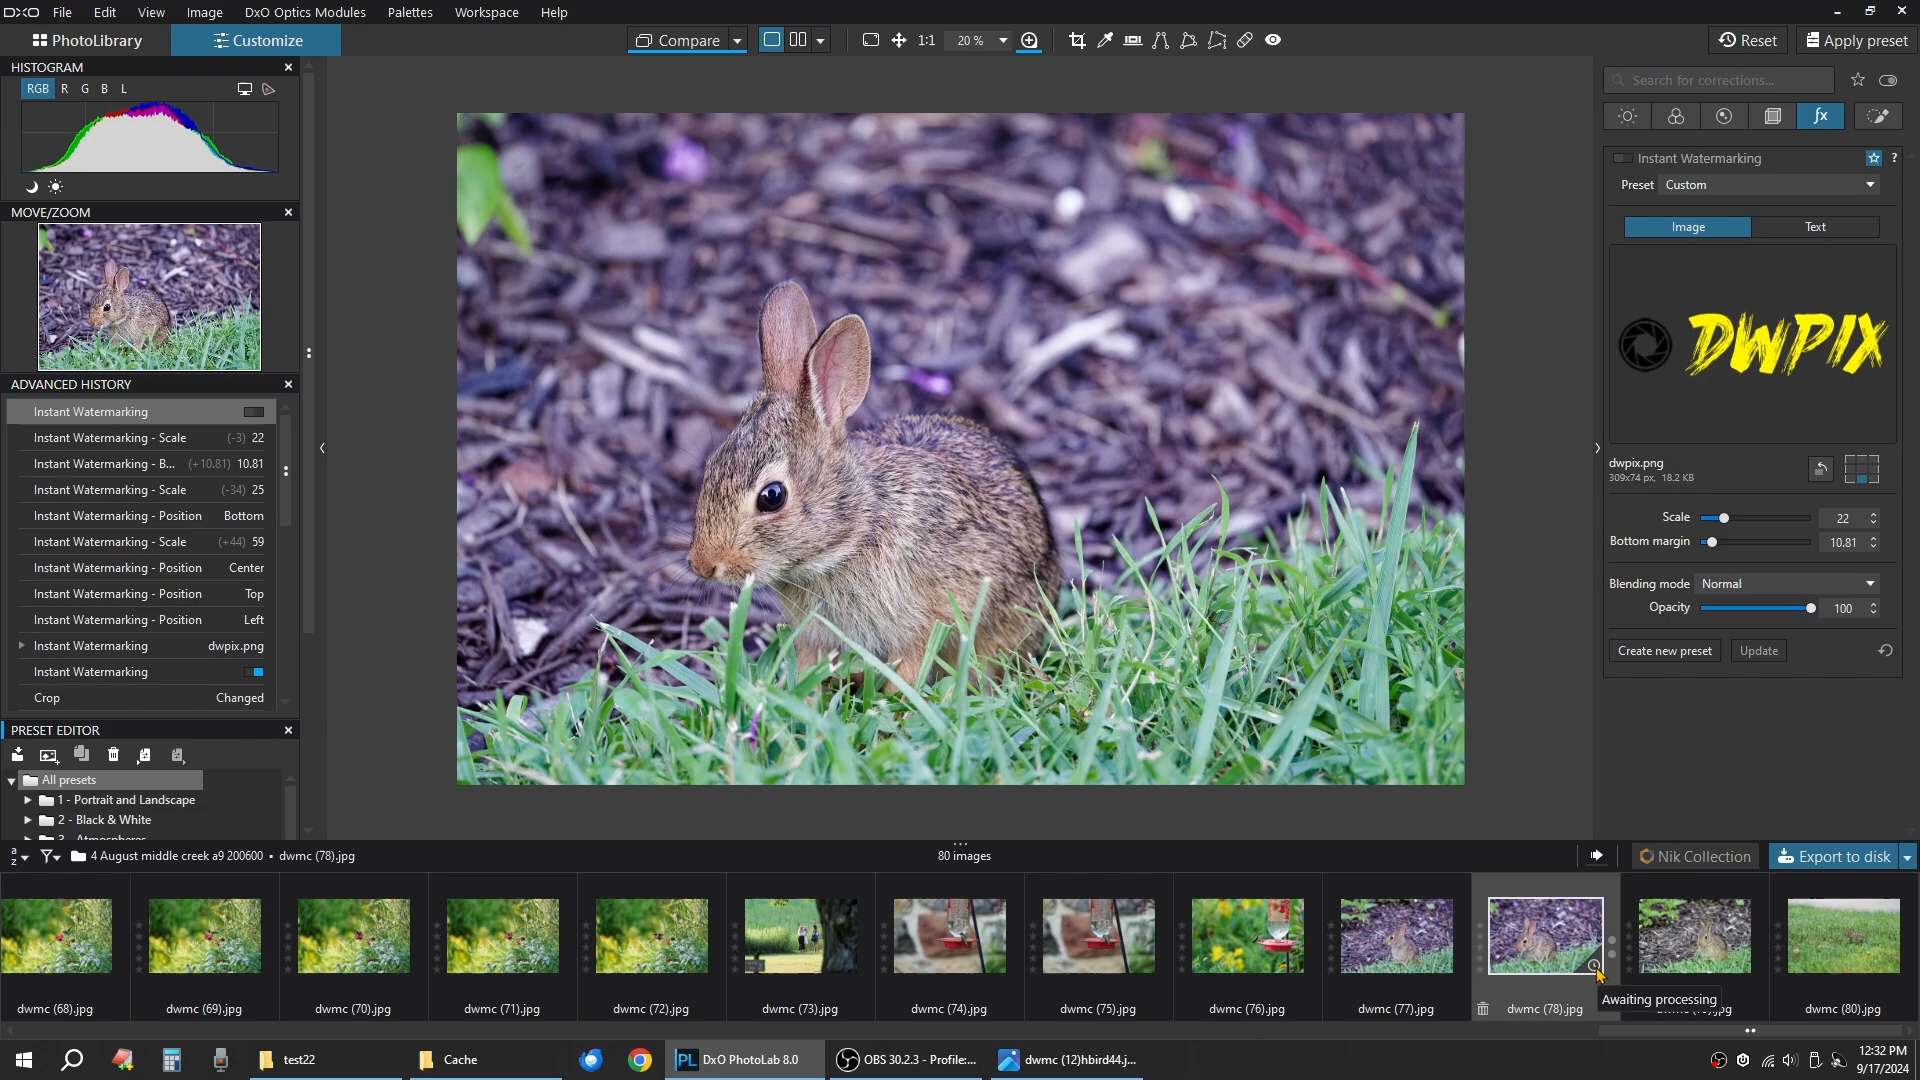 DXO File Edit View Image DxO Optics Modules Palettes Workspace Help
PhotoLibrary Customize Compare 1:1 20 % Reset Apply preset
HISTOGRAM
RGB R G B L
MOVE/ZOOM
ADVANCED HISTORY
Instant Watermarking
Instant Watermarking - Scale (-3) 22
Instant Watermarking - B... (+10.81) 10.81
Instant Watermarking - Scale (-34) 25
Instant Watermarking - Position Bottom
Instant Watermarking - Scale (+44) 59
Instant Watermarking - Position Center
Instant Watermarking - Position Top
Instant Watermarking - Position Left
Instant Watermarking dwpix.png
Instant Watermarking
Crop Changed
PRESET EDITOR
All presets
1 - Portrait and Landscape
2 - Black & White
Search for corrections...
fx
Instant Watermarking ?
Preset Custom
Image Text
DWPIX
dwpix.png
309x74 px, 18.2 KB
Scale 22
Bottom margin 10.81
Blending mode Normal
Opacity 100
Create new preset Update
4 August middle creek a9 200600 • dwmc (78).jpg 80 images Nik Collection Export to disk
dwmc (68).jpg dwmc (69).jpg dwmc (70).jpg dwmc (71).jpg dwmc (72).jpg dwmc (73).jpg dwmc (74).jpg dwmc (75).jpg dwmc (76).jpg dwmc (77).jpg dwmc (78).jpg dwmc (80).jpg
Awaiting processing
test22 Cache PL DxO PhotoLab 8.0 OBS 30.2.3 - Profile:... dwmc (12)hbird44.j...
12:32 PM
9/17/2024